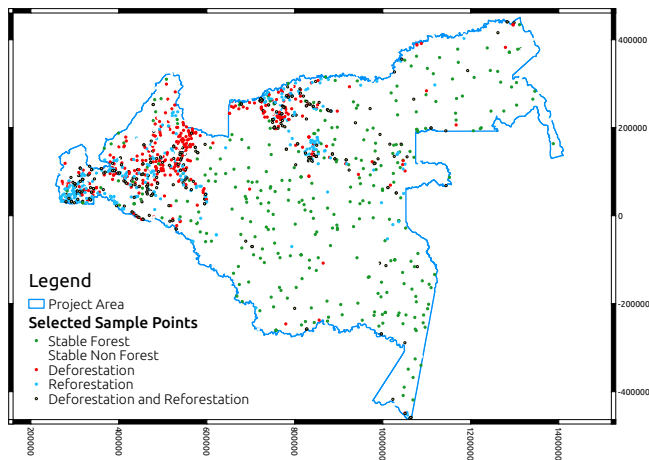 400000
200000
0
-200000
-400000
Legend
Project Area
Selected Sample Points
Stable Forest
Stable Non Forest
Deforestation
Reforestation
Deforestation and Reforestation
200000
400000
600000
800000
1000000
1200000
1400000